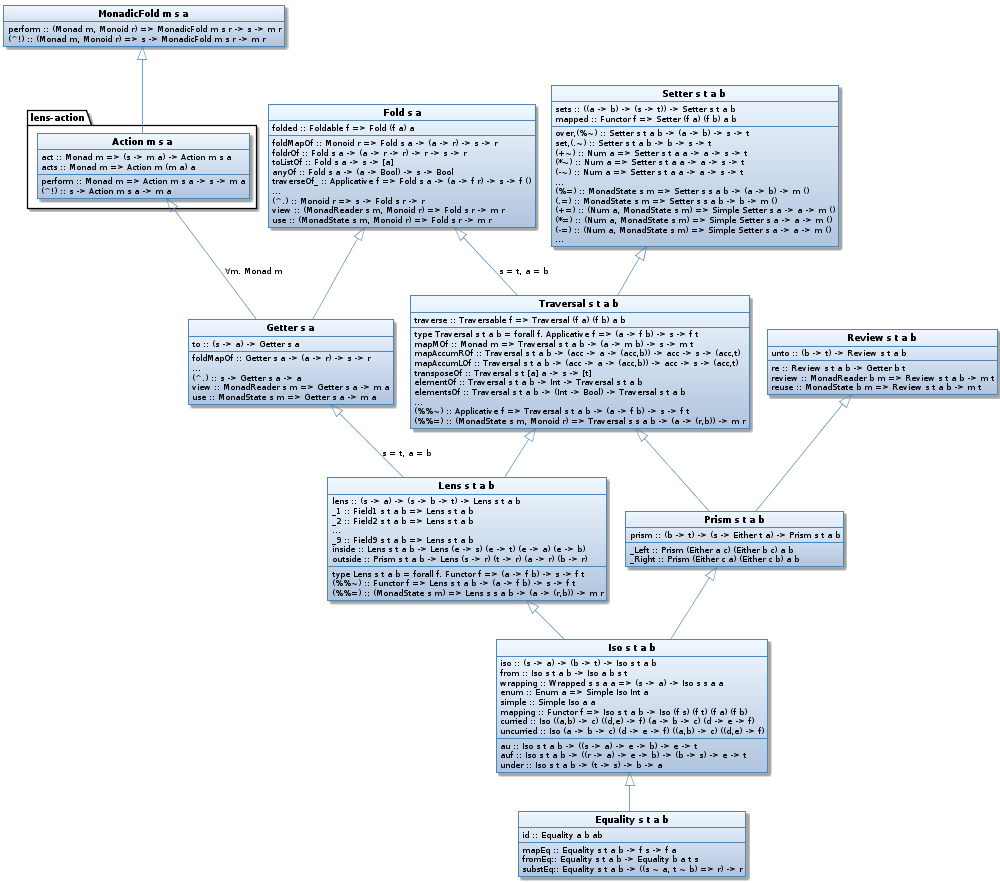 MonadicFold m s a
perform :: (Monad m, Monoid r) => MonadicFold m s r -> s -> m r
(^!) :: (Monad m, Monoid r) => s -> MonadicFold m s r -> m r
lens-action
Action m s a
act :: Monad m => (s -> m a) -> Action m s a
acts :: Monad m => Action m (m a) a
perform :: Monad m => Action m s a -> s -> m a
(^!) :: s -> Action m s a -> m a
Fold s a
folded :: Foldable f => Fold (f a) a
foldMapOf :: Monoid r => Fold s a -> (a -> r) -> s -> r
foldrOf :: Fold s a -> (a -> r -> r) -> r -> s -> r
toListOf :: Fold s a -> s -> [a]
anyOf :: Fold s a -> (a -> Bool) -> s -> Bool
traverseOf_ :: Applicative f => Fold s a -> (a -> f r) -> s -> f ()
...
(^.) :: Monoid r => s -> Fold s r -> r
view :: (MonadReader s m, Monoid r) => Fold s r -> m r
use :: (MonadState s m, Monoid r) => Fold s r -> m r
Setter s t a b
sets :: ((a -> b) -> (s -> t)) -> Setter s t a b
mapped :: Functor f => Setter (f a) (f b) a b
over,(%~) :: Setter s t a b -> (a -> b) -> s -> t
set,(.~) :: Setter s t a b -> b -> s -> t
(+~) :: Num a => Setter s t a a -> a -> s -> t
(*~) :: Num a => Setter s t a a -> a -> s -> t
(-~) :: Num a => Setter s t a a -> a -> s -> t
...
(%=) :: MonadState s m => Setter s s a b -> (a -> b) -> m ()
(.=) :: MonadState s m => Setter s s a b -> b -> m ()
(+=) :: (Num a, MonadState s m) => Simple Setter s a -> a -> m ()
(*=) :: (Num a, MonadState s m) => Simple Setter s a -> a -> m ()
(-=) :: (Num a, MonadState s m) => Simple Setter s a -> a -> m ()
...
∀m. Monad m
s = t, a = b
Getter s a
to :: (s -> a) -> Getter s a
foldMapOf :: Getter s a -> (a -> r) -> s -> r
...
(^.) :: s -> Getter s a -> a
view :: MonadReader s m => Getter s a -> m a
use :: MonadState s m => Getter s a -> m a
Traversal s t a b
traverse :: Traversable f => Traversal (f a) (f b) a b
type Traversal s t a b = forall f. Applicative f => (a -> f b) -> s -> f t
mapMOf :: Monad m => Traversal s t a b -> (a -> m b) -> s -> m t
mapAccumROf :: Traversal s t a b -> (acc -> a -> (acc,b)) -> acc -> s -> (acc,t)
mapAccumLOf :: Traversal s t a b -> (acc -> a -> (acc,b)) -> acc -> s -> (acc,t)
transposeOf :: Traversal s t [a] a -> s -> [t]
elementOf :: Traversal s t a b -> Int -> Traversal s t a b
elementsOf :: Traversal s t a b -> (Int -> Bool) -> Traversal s t a b
...
(%%~) :: Applicative f => Traversal s t a b -> (a -> f b) -> s -> f t
(%%=) :: (MonadState s m, Monoid r) => Traversal s s a b -> (a -> (r,b)) -> m r
Review s t a b
unto :: (b -> t) -> Review s t a b
re :: Review s t a b -> Getter b t
review :: MonadReader b m => Review s t a b -> m t
reuse :: MonadState b m => Review s t a b -> m t
s = t, a = b
Lens s t a b
lens :: (s -> a) -> (s -> b -> t) -> Lens s t a b
_1 :: Field1 s t a b => Lens s t a b
_2 :: Field2 s t a b => Lens s t a b
...
_9 :: Field9 s t a b => Lens s t a b
inside :: Lens s t a b -> Lens (e -> s) (e -> t) (e -> a) (e -> b)
outside :: Prism s t a b -> Lens (s -> r) (t -> r) (a -> r) (b -> r)
type Lens s t a b = forall f. Functor f => (a -> f b) -> s -> f t
(%%~) :: Functor f => Lens s t a b -> (a -> f b) -> s -> f t
(%%=) :: (MonadState s m) => Lens s s a b -> (a -> (r,b)) -> m r
Prism s t a b
prism :: (b -> t) -> (s -> Either t a) -> Prism s t a b
_Left :: Prism (Either a c) (Either b c) a b
_Right :: Prism (Either c a) (Either c b) a b
Iso s t a b
iso :: (s -> a) -> (b -> t) -> Iso s t a b
from :: Iso s t a b -> Iso a b s t
wrapping :: Wrapped s s a a => (s -> a) -> Iso s s a a
enum :: Enum a => Simple Iso Int a
simple :: Simple Iso a a
mapping :: Functor f => Iso s t a b -> Iso (f s) (f t) (f a) (f b)
curried :: Iso ((a,b) -> c) ((d,e) -> f) (a -> b -> c) (d -> e -> f)
uncurried :: Iso (a -> b -> c) (d -> e -> f) ((a,b) -> c) ((d,e) -> f)
au :: Iso s t a b -> ((s -> a) -> e -> b) -> e -> t
auf :: Iso s t a b -> ((r -> a) -> e -> b) -> (b -> s) -> e -> t
under :: Iso s t a b -> (t -> s) -> b -> a
Equality s t a b
id :: Equality a b ab
mapEq :: Equality s t a b -> f s -> f a
fromEq:: Equality s t a b -> Equality b a t s
substEq:: Equality s t a b -> ((s ~ a, t ~ b) => r) -> r